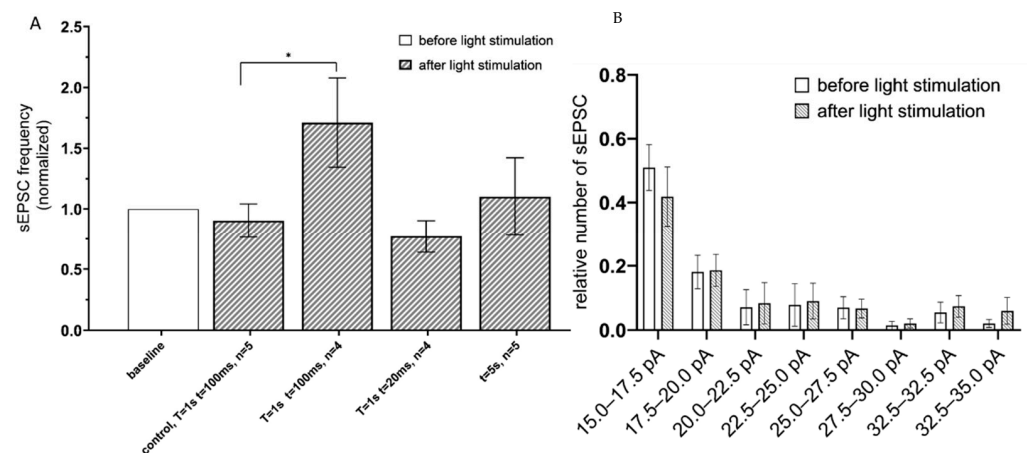 A
2.5
2.0
1.5
1.0
0.5
0.0
sEPSC frequency
(normalized)
before light stimulation
after light stimulation
*
baseline
control, T=1s t=100ms, n=5
T=1s t=100ms, n=4
T=1s t=20ms, n=4
t=5s, n=5
B
0.8
0.6
0.4
0.2
0.0
relative number of sEPSC
before light stimulation
after light stimulation
15.0–17.5 pA
17.5–20.0 pA
20.0–22.5 pA
22.5–25.0 pA
25.0–27.5 pA
27.5–30.0 pA
32.5–32.5 pA
32.5–35.0 pA